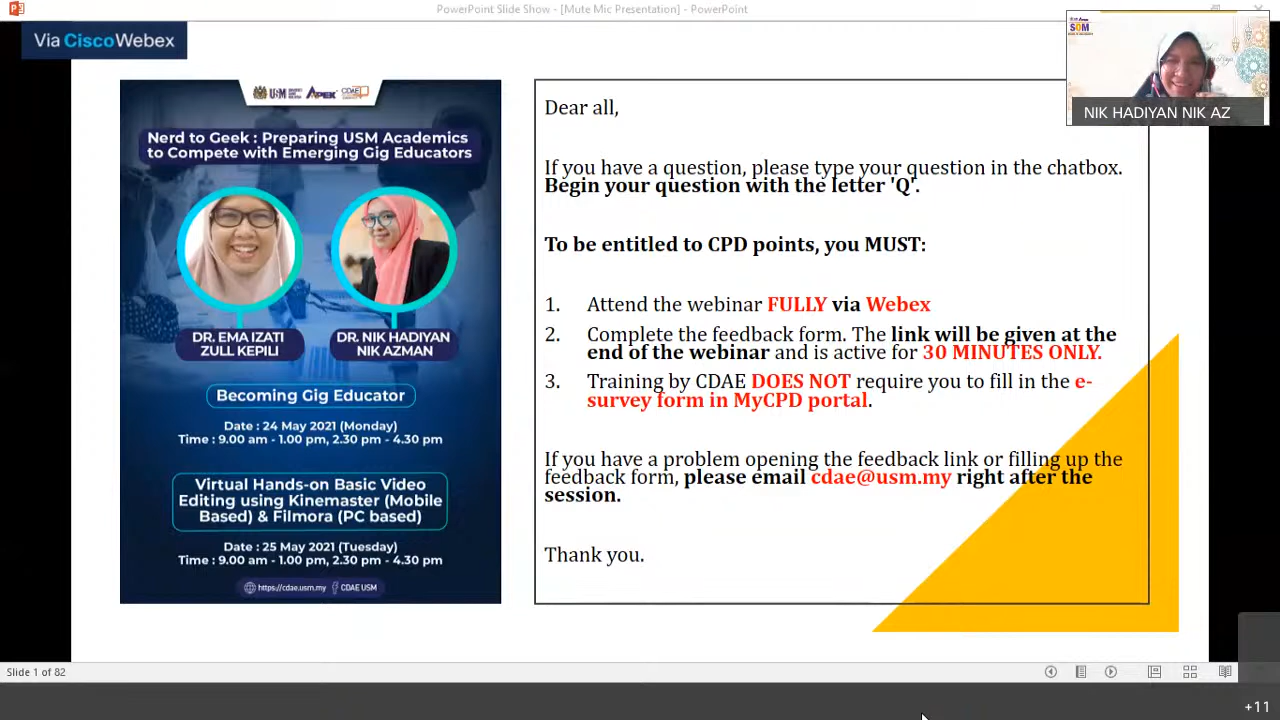 PowerPoint Slide Show - [Mute Mic Presentation] - PowerPoint
Via CiscoWebex
SOM
NIK HADIYAN NIK AZ
USM APEX CDAE
Nerd to Geek : Preparing USM Academics
to Compete with Emerging Gig Educators
DR. EMA IZATI
ZULL KEPILI
DR. NIK HADIYAN
NIK AZMAN
Becoming Gig Educator
Date : 24 May 2021 (Monday)
Time : 9.00 am - 1.00 pm, 2.30 pm - 4.30 pm
Virtual Hands-on Basic Video
Editing using Kinemaster (Mobile
Based) & Filmora (PC based)
Date : 25 May 2021 (Tuesday)
Time : 9.00 am - 1.00 pm, 2.30 pm - 4.30 pm
https://cdae.usm.my CDAE USM
Dear all,
If you have a question, please type your question in the chatbox.
Begin your question with the letter 'Q'.
To be entitled to CPD points, you MUST:
1. Attend the webinar FULLY via Webex
2. Complete the feedback form. The link will be given at the
end of the webinar and is active for 30 MINUTES ONLY.
3. Training by CDAE DOES NOT require you to fill in the e-
survey form in MyCPD portal.
If you have a problem opening the feedback link or filling up the
feedback form, please email cdae@usm.my right after the
session.
Thank you.
Slide 1 of 82
+11